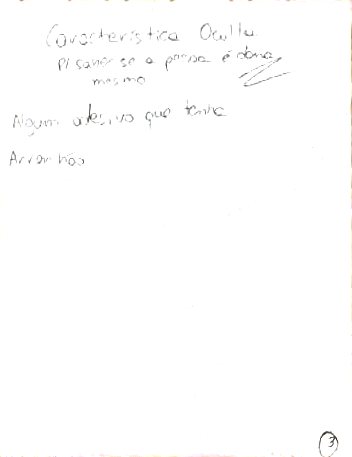 Característica Oculta
P/ saber se a pessoa é dona
mesmo
Algum adesivo que tenha
Arranhão
3